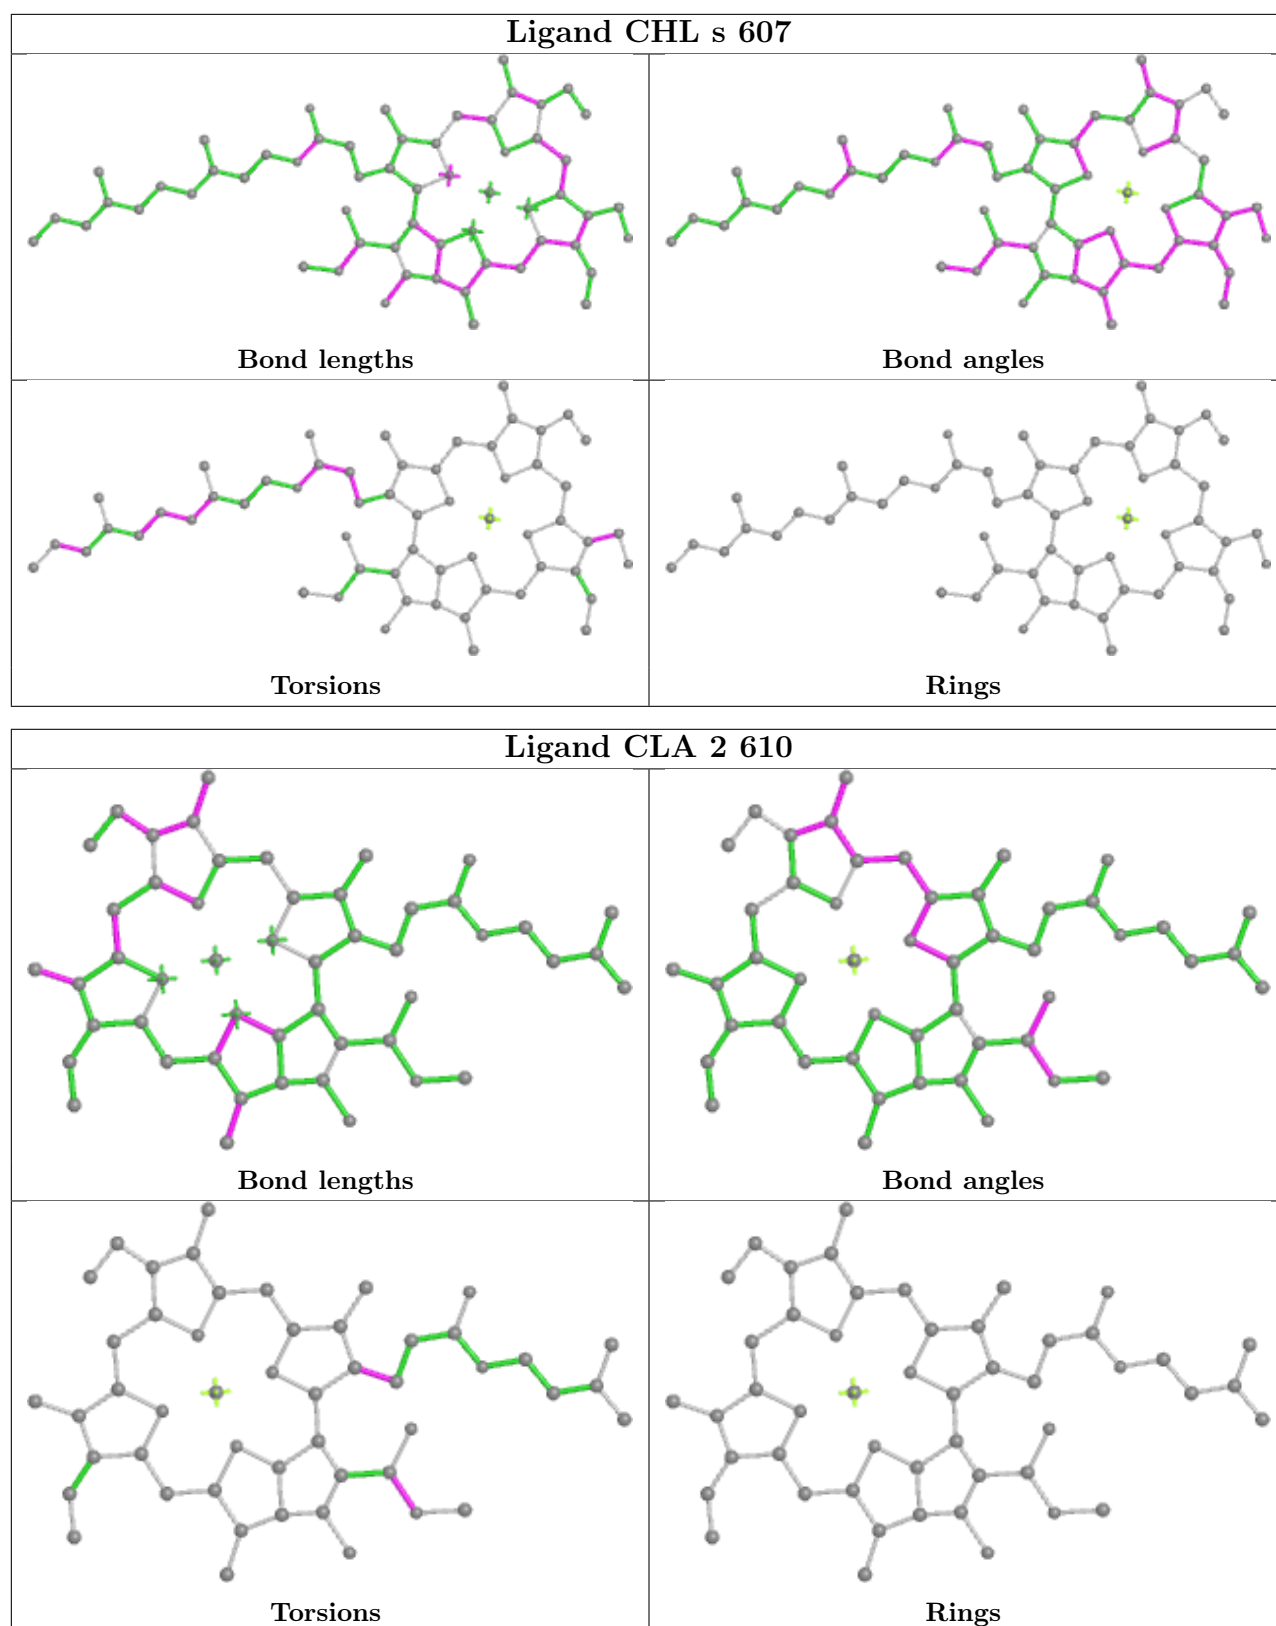 Ligand CHL s 607
Bond lengths
Bond angles
Torsions
Rings
Ligand CLA 2 610
Bond lengths
Bond angles
Torsions
Rings